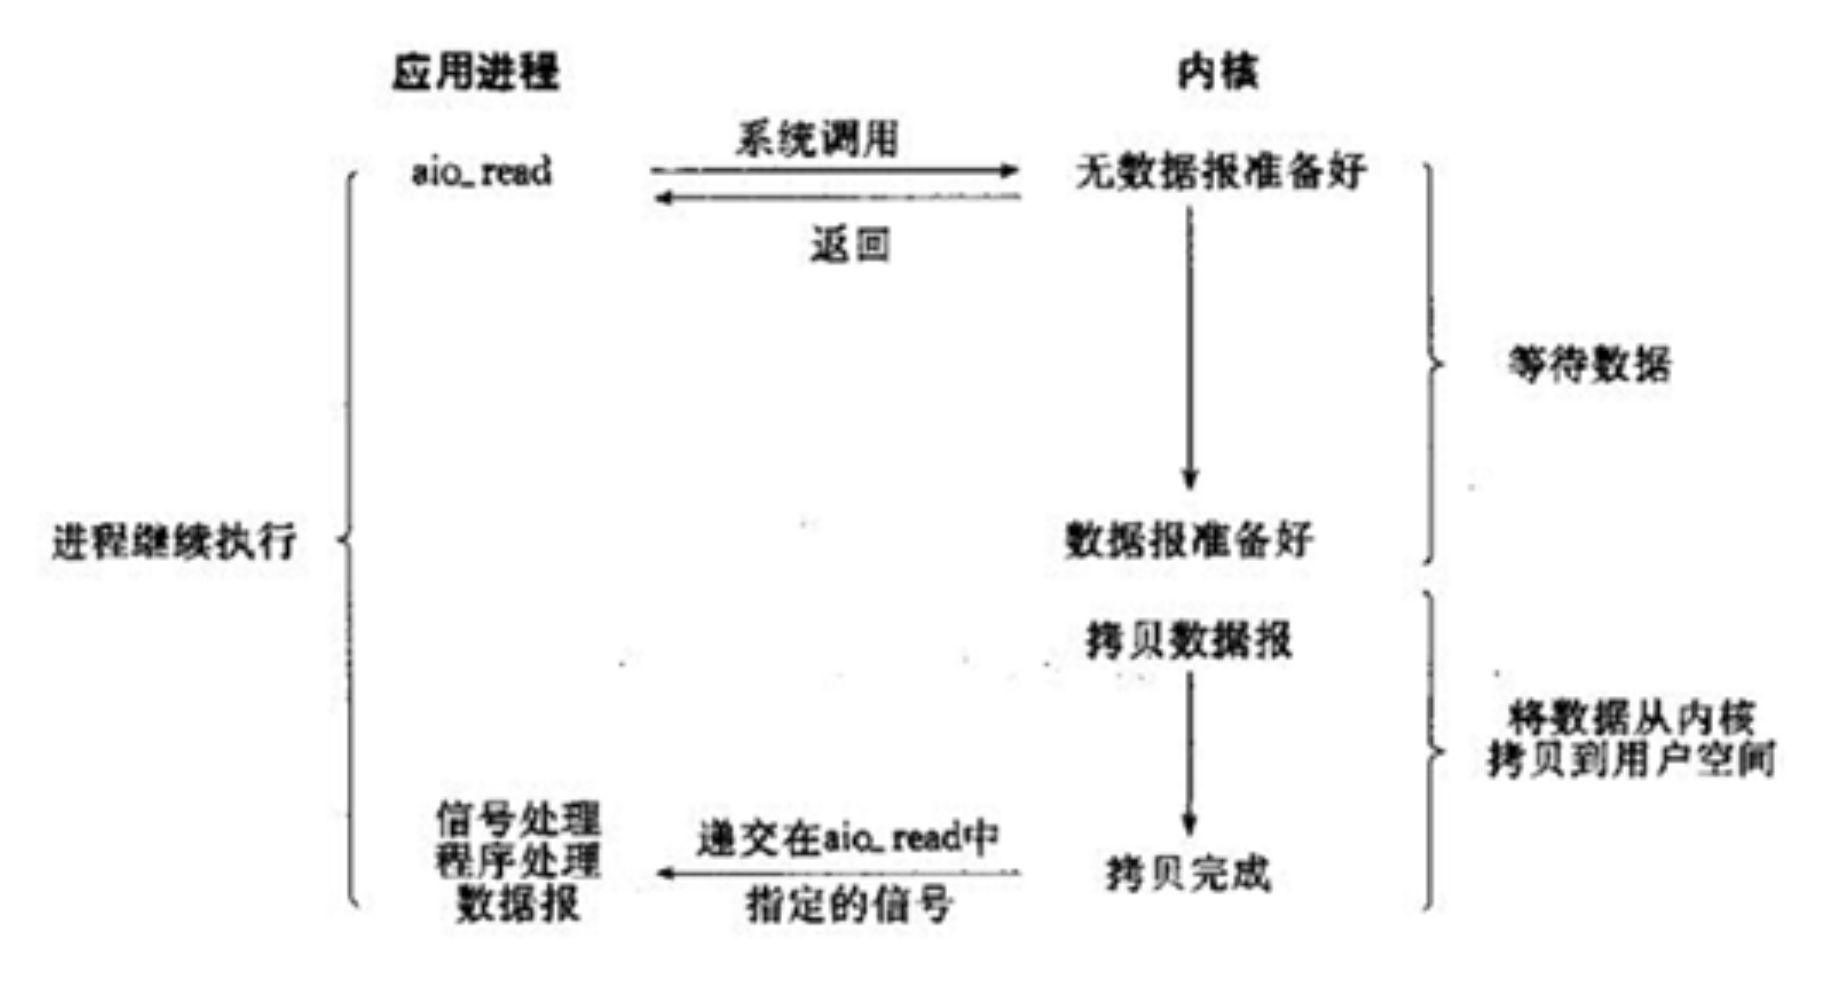 应用进程
内核
系统调用
aio_read
无数据报准备好
返回
等待数据
进程继续执行
数据报准备好
拷贝数据报
将数据从内核
拷贝到用户空间
信号处理
程序处理
数据报
递交在aio_read中
指定的信号
拷贝完成